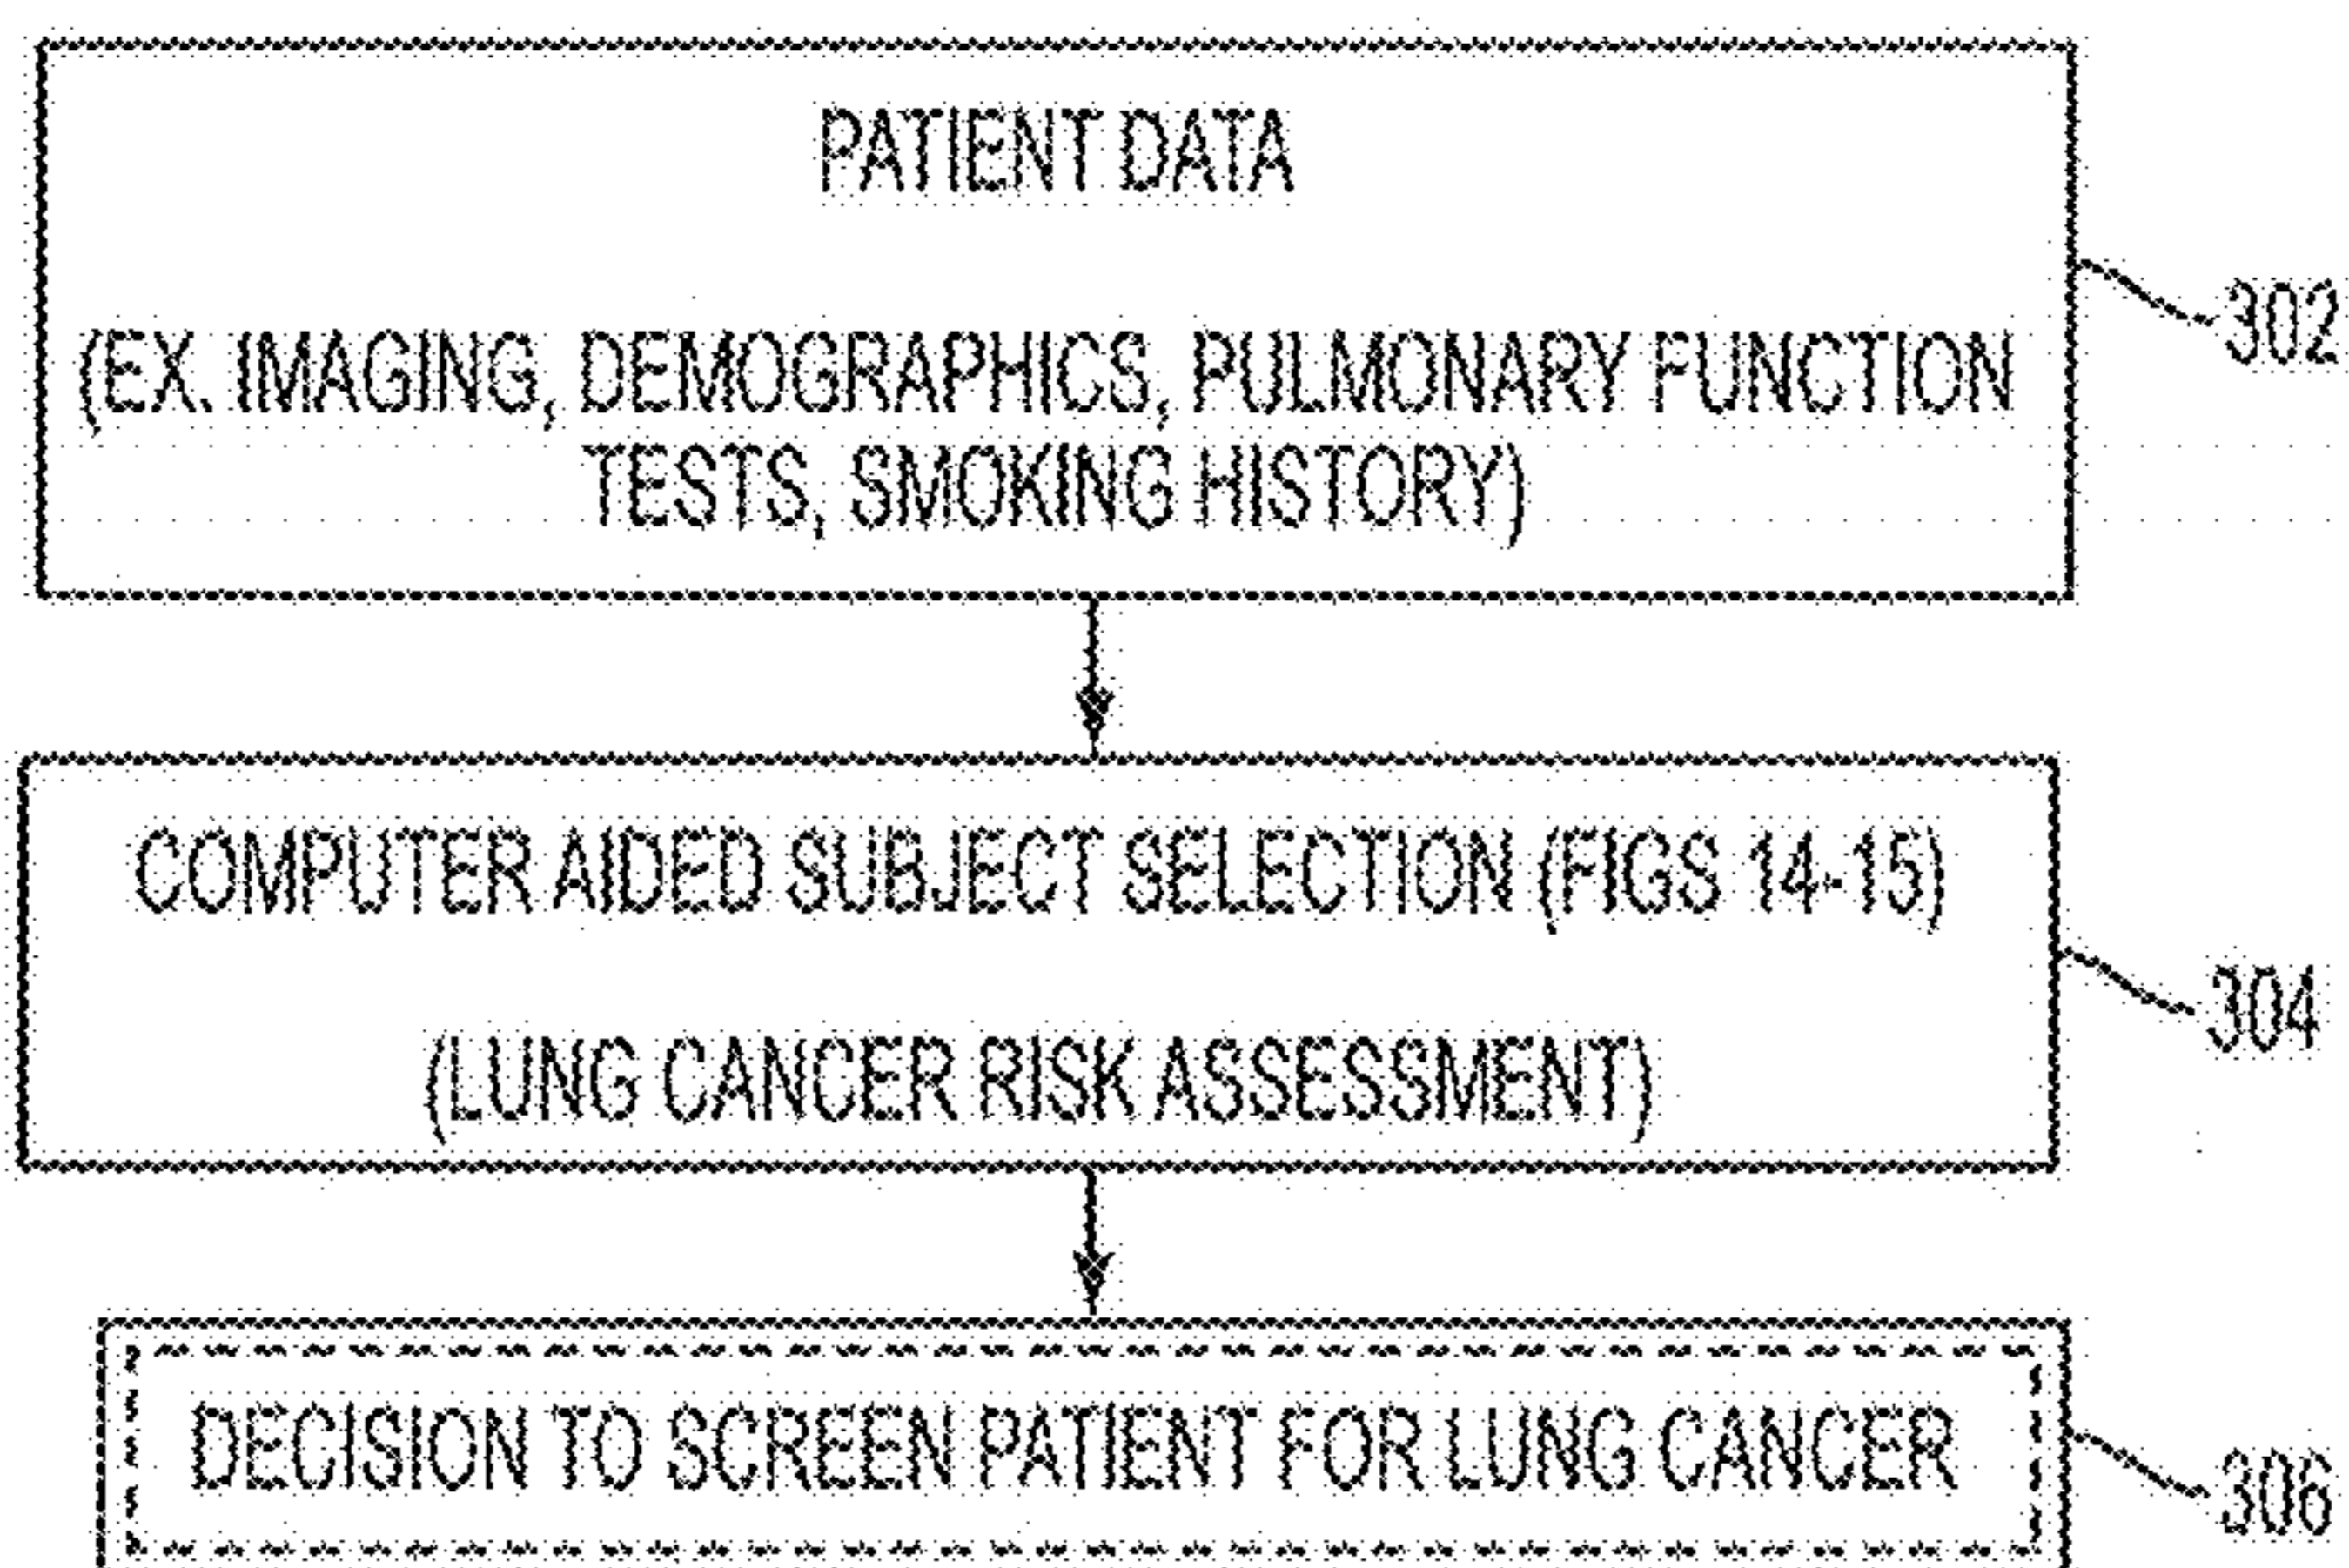 PATIENT DATA
(EX. IMAGING, DEMOGRAPHICS, PULMONARY FUNCTION
TESTS, SMOKING HISTORY)
302
COMPUTER AIDED SUBJECT SELECTION (FIGS 14-15)
(LUNG CANCER RISK ASSESSMENT)
304
DECISION TO SCREEN PATIENT FOR LUNG CANCER
306